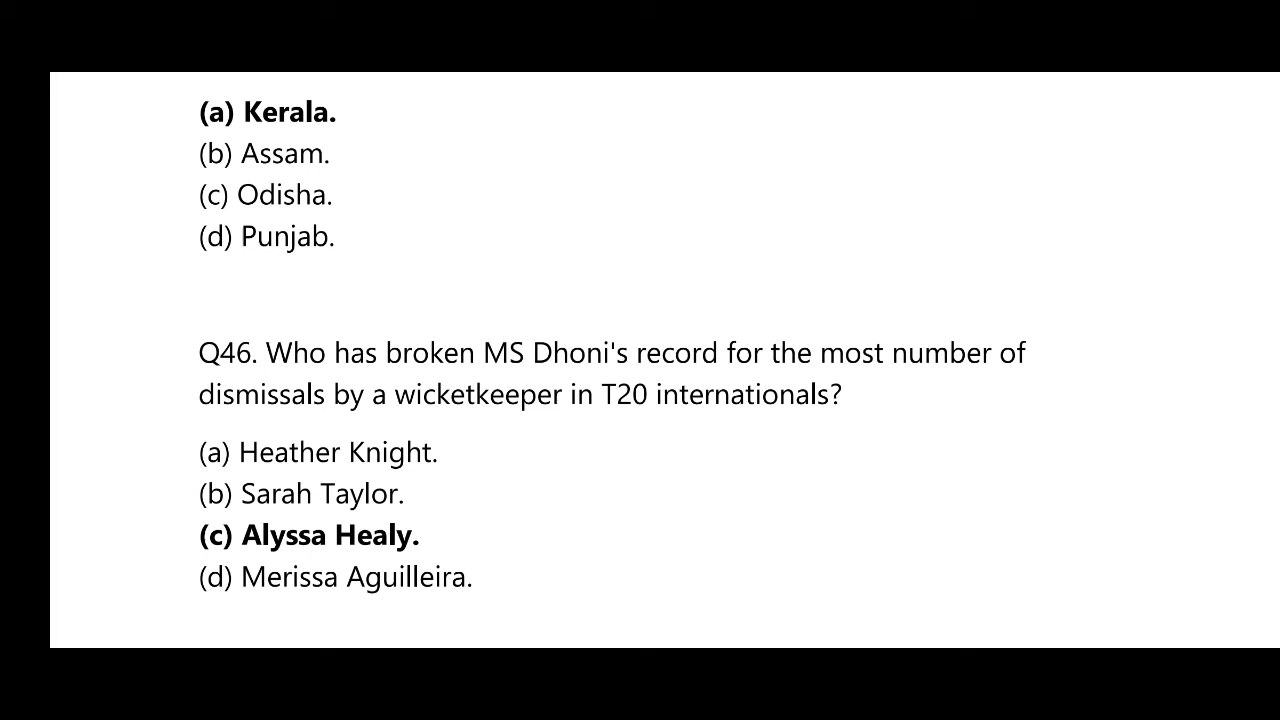 (a) Kerala.
(b) Assam.
(c) Odisha.
(d) Punjab.
Q46. Who has broken MS Dhoni's record for the most number of
dismissals by a wicketkeeper in T20 internationals?
(a) Heather Knight.
(b) Sarah Taylor.
(c) Alyssa Healy.
(d) Merissa Aguilleira.